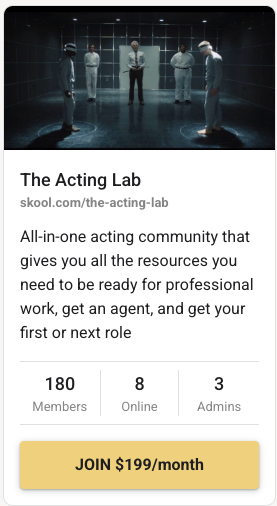 The Acting Lab
skool.com/the-acting-lab
All-in-one acting community that
gives you all the resources you
need to be ready for professional
work, get an agent, and get your
first or next role
180 8 3
Members Online Admins
JOIN $199/month